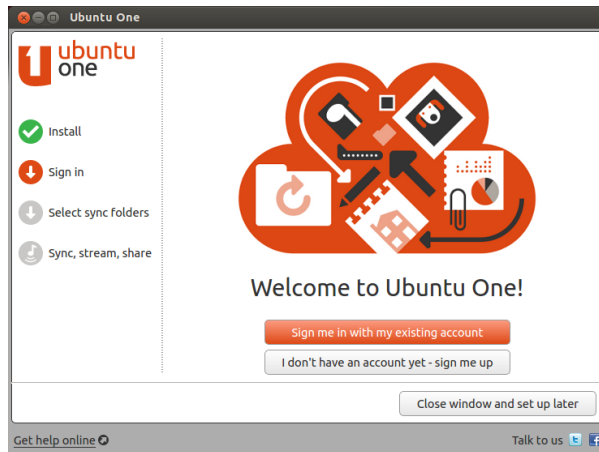 Ubuntu One
ubuntu
one
Install
Sign in
Select sync folders
Sync, stream, share
Welcome to Ubuntu One!
Sign me in with my existing account
I don't have an account yet - sign me up
Close window and set up later
Get help online
Talk to us